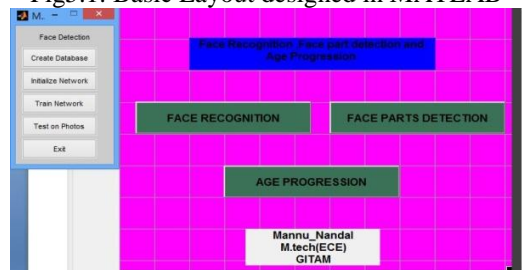 Fig3.1: Basic Layout designed in MATLAB
M..
Face Detection
Create Database
Initialize Network
Train Network
Test on Photos
Exit
Face Recognition Face part detection and
Age Progression
FACE RECOGNITION
FACE PARTS DETECTION
AGE PROGRESSION
Mannu_Nandal
M.tech(ECE)
GITAM